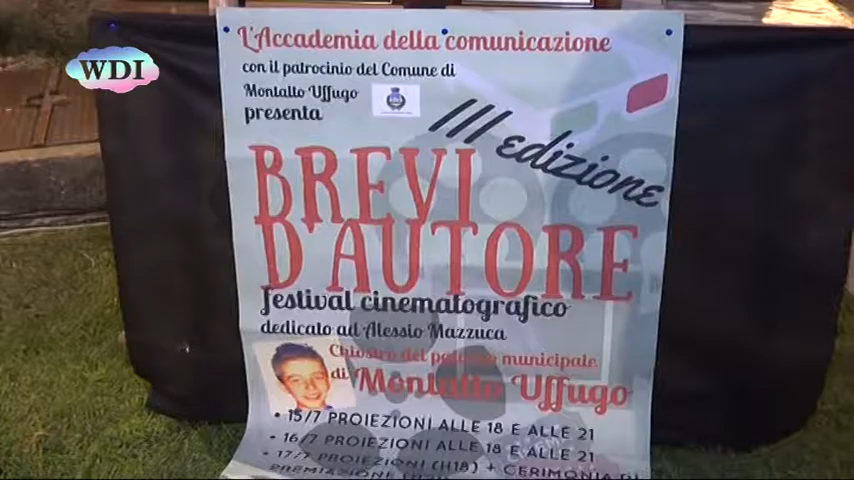 WDI
L'Accademia della comunicazione
con il patrocinio del Comune di
Montalto Uffugo
presenta
III edizione
BREVI
D'AUTORE
festival cinematografico
dedicato ad Alessio Mazzuca
Chiostro del palazzo municipale
di Montalto Uffugo
• 15/7 PROIEZIONI ALLE 18 E ALLE 21
• 16/7 PROIEZIONI ALLE 18 E ALLE 21
• 17/7 PROIEZIONI (H18) + CERIMONIA DI
PREMIAZIONE